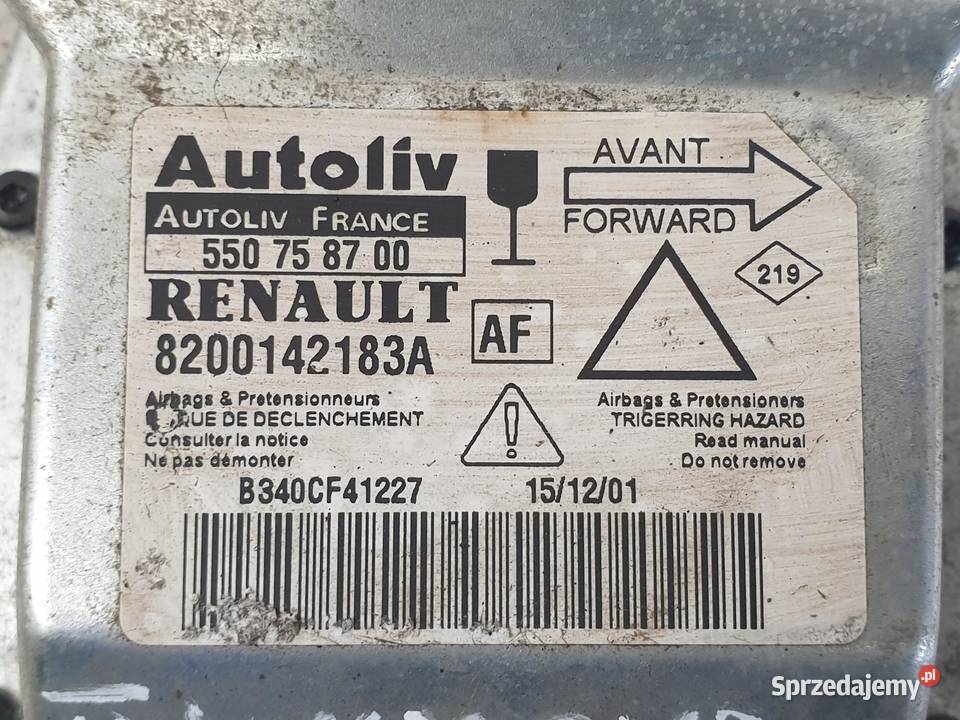 Autoliv
AUTOLIV FRANCE
550 75 87 00
RENAULT
8200142183A
AVANT
FORWARD
219
AF
Airbags & Pretensionneurs
DE DECLENCHEMENT
Consulter la notice
Ne pas démonter
Airbags & Pretensioners
TRIGERRING HAZARD
Read manual
Do not remove
B340CF41227 15/12/01
Sprzedajemy.pl